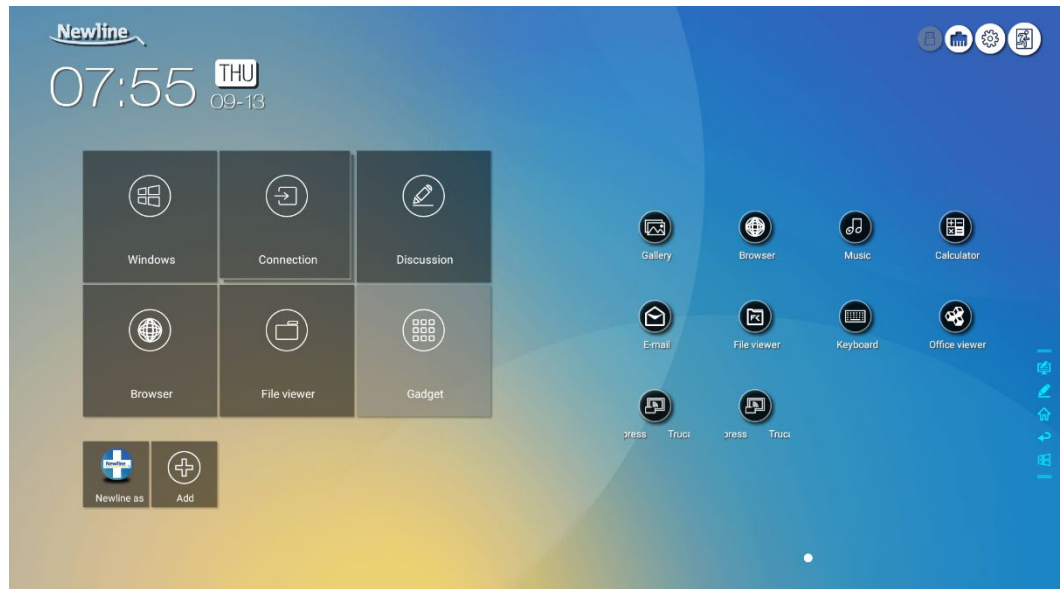 Newline
07:55 THU
09-13
Windows Connection Discussion
Browser File viewer Gadget
Newline as Add
Gallery Browser Music Calculator
E-mail File viewer Keyboard Office viewer
press Truc press Truc